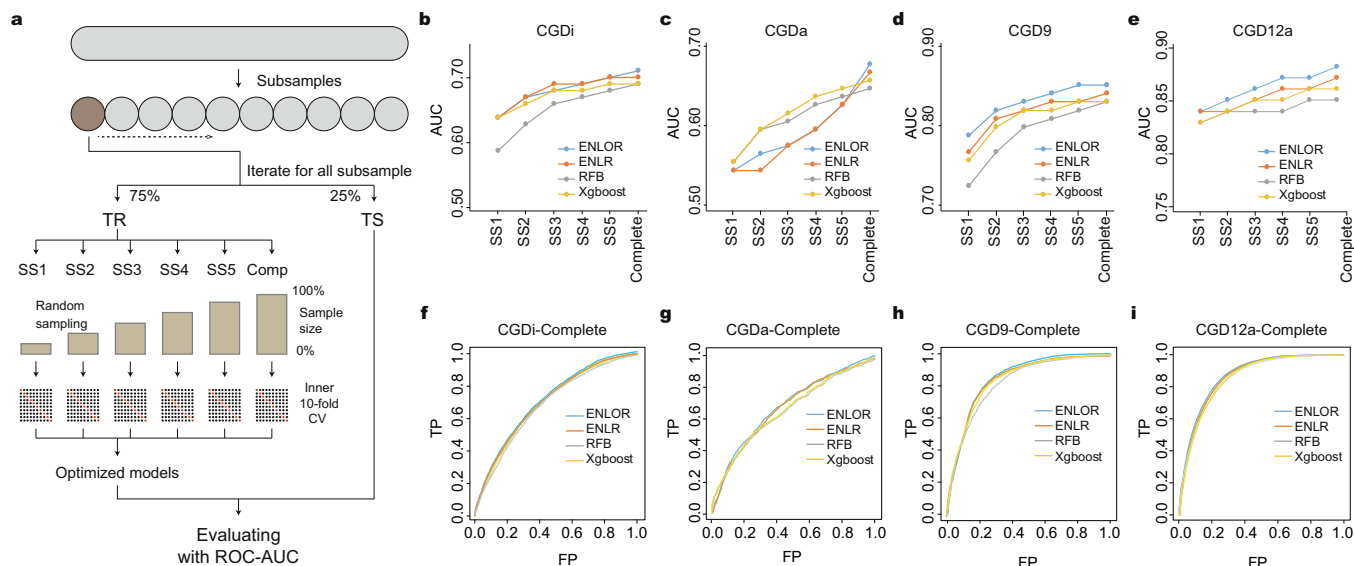 a
Subsamples
Iterate for all subsample
75%
25%
TR
TS
SS1 SS2 SS3 SS4 SS5 Comp
Random
sampling
100%
Sample
size
0%
Inner
10-fold
CV
Optimized models
Evaluating
with ROC-AUC
b
CGDi
AUC
0.70
0.60
0.50
ENLOR
ENLR
RFB
Xgboost
SS1 SS2 SS3 SS4 SS5 Complete
c
CGDa
AUC
0.70
0.60
0.50
ENLOR
ENLR
RFB
Xgboost
SS1 SS2 SS3 SS4 SS5 Complete
d
CGD9
AUC
0.90
0.80
0.70
ENLOR
ENLR
RFB
Xgboost
SS1 SS2 SS3 SS4 SS5 Complete
e
CGD12a
AUC
0.90
0.85
0.80
0.75
ENLOR
ENLR
RFB
Xgboost
SS1 SS2 SS3 SS4 SS5 Complete
f
CGDi-Complete
TP
1.0
0.8
0.6
0.4
0.2
0.0
ENLOR
ENLR
RFB
Xgboost
0.0 0.2 0.4 0.6 0.8 1.0
FP
g
CGDa-Complete
TP
1.0
0.8
0.6
0.4
0.2
0.0
ENLOR
ENLR
RFB
Xgboost
0.0 0.2 0.4 0.6 0.8 1.0
FP
h
CGD9-Complete
TP
1.0
0.8
0.6
0.4
0.2
0.0
ENLOR
ENLR
RFB
Xgboost
0.0 0.2 0.4 0.6 0.8 1.0
FP
i
CGD12a-Complete
TP
1.0
0.8
0.6
0.4
0.2
0.0
ENLOR
ENLR
RFB
Xgboost
0.0 0.2 0.4 0.6 0.8 1.0
FP